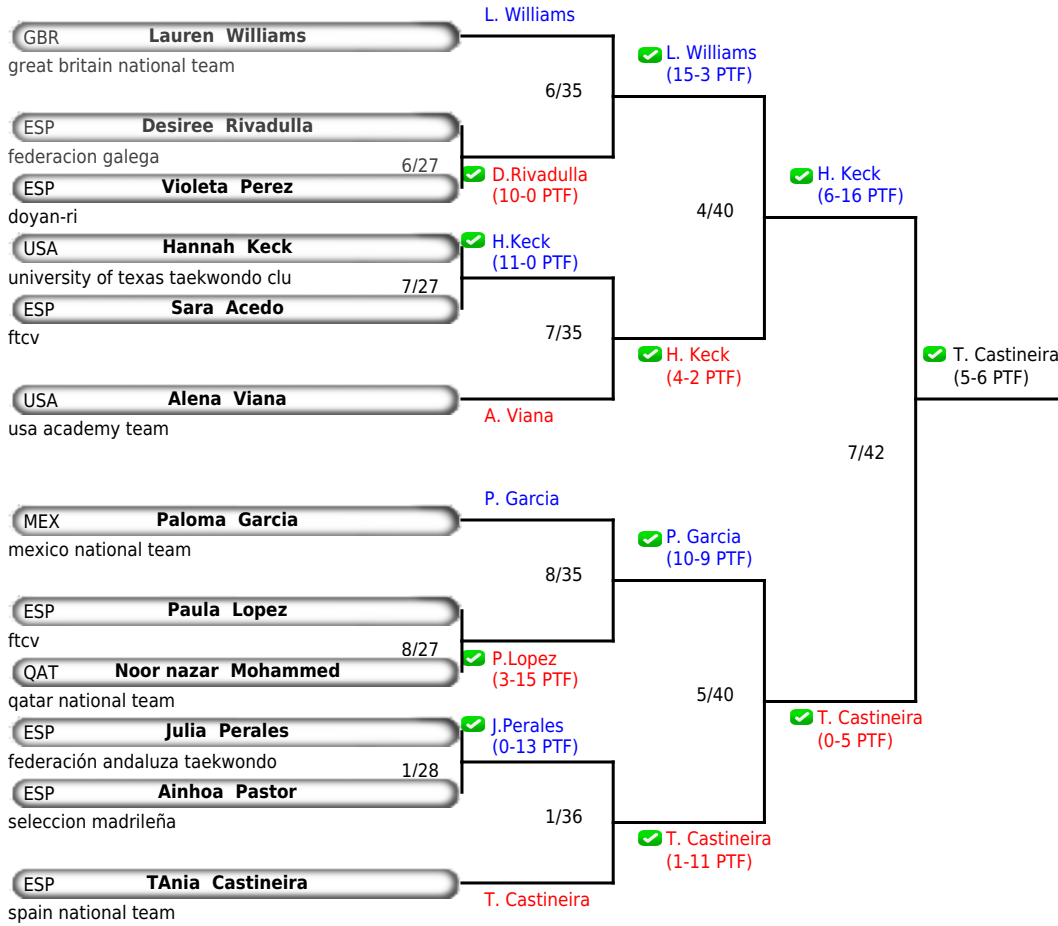 L. Williams
GBR Lauren Williams
great britain national team
L. Williams
(15-3 PTF)
6/35
ESP Desiree Rivadulla
federacion galega
6/27
D.Rivadulla
(10-0 PTF)
ESP Violeta Perez
doyan-ri
H. Keck
(6-16 PTF)
4/40
USA Hannah Keck
university of texas taekwondo clu
H.Keck
(11-0 PTF)
7/27
ESP Sara Acedo
ftcv
7/35
H. Keck
(4-2 PTF)
T. Castineira
(5-6 PTF)
USA Alena Viana
usa academy team
A. Viana
7/42
P. Garcia
MEX Paloma Garcia
mexico national team
P. Garcia
(10-9 PTF)
8/35
ESP Paula Lopez
ftcv
8/27
P.Lopez
(3-15 PTF)
QAT Noor nazar Mohammed
qatar national team
5/40
T. Castineira
(0-5 PTF)
ESP Julia Perales
federación andaluza taekwondo
J.Perales
(0-13 PTF)
1/28
ESP Ainhoa Pastor
seleccion madrileña
1/36
T. Castineira
(1-11 PTF)
ESP TAnia Castineira
spain national team
T. Castineira